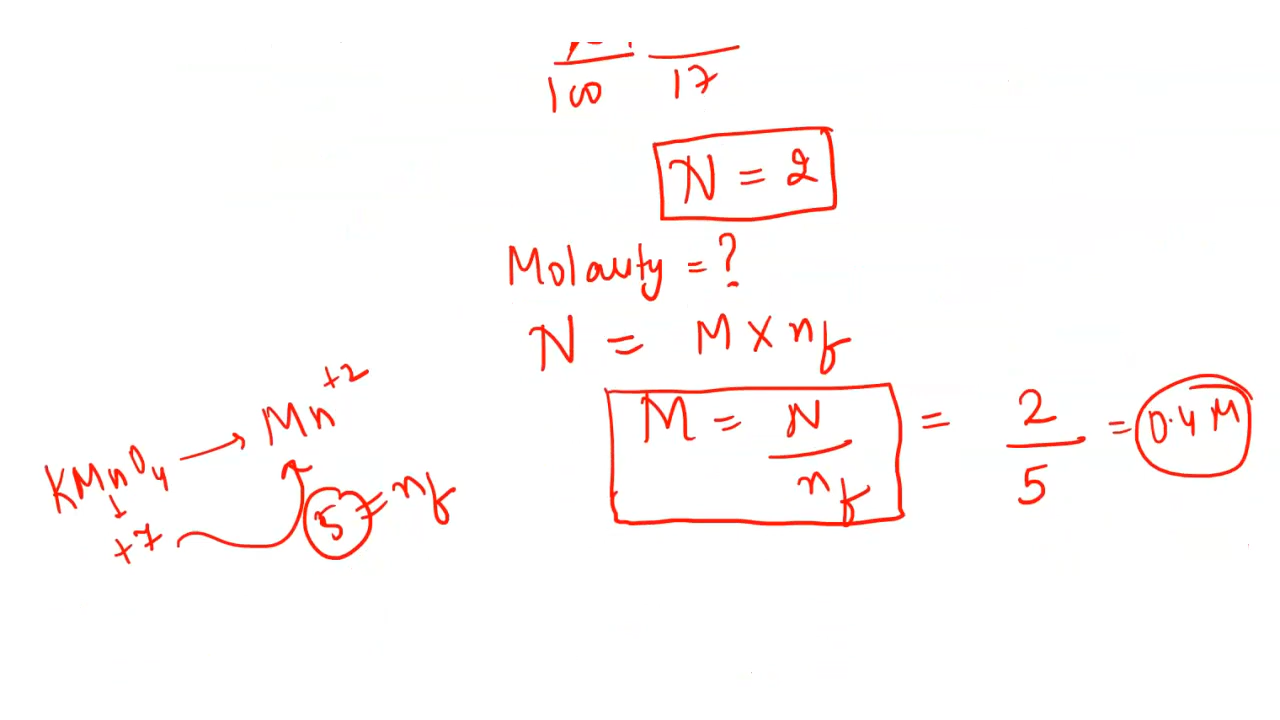 100 17
N = 2
Molarity = ?
N = M × nf
M = N / nf = 2 / 5 = 0.4 M
KMnO4 → Mn+2
+7
5 = nf